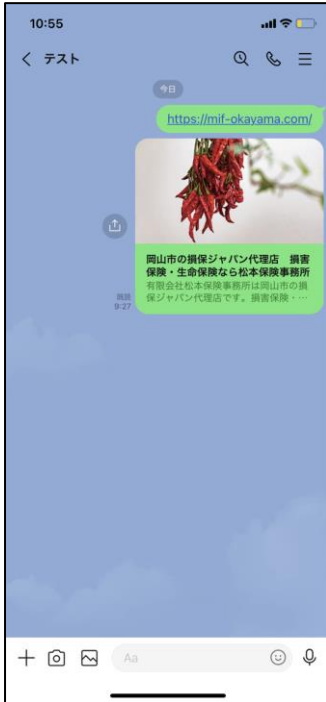 10:55
テスト
今日
https://mif-okayama.com/
岡山市の損保ジャパン代理店　損害
保険・生命保険なら松本保険事務所
有限会社松本保険事務所は岡山市の損
保ジャパン代理店です。損害保険・…
既読
9:27
Aa